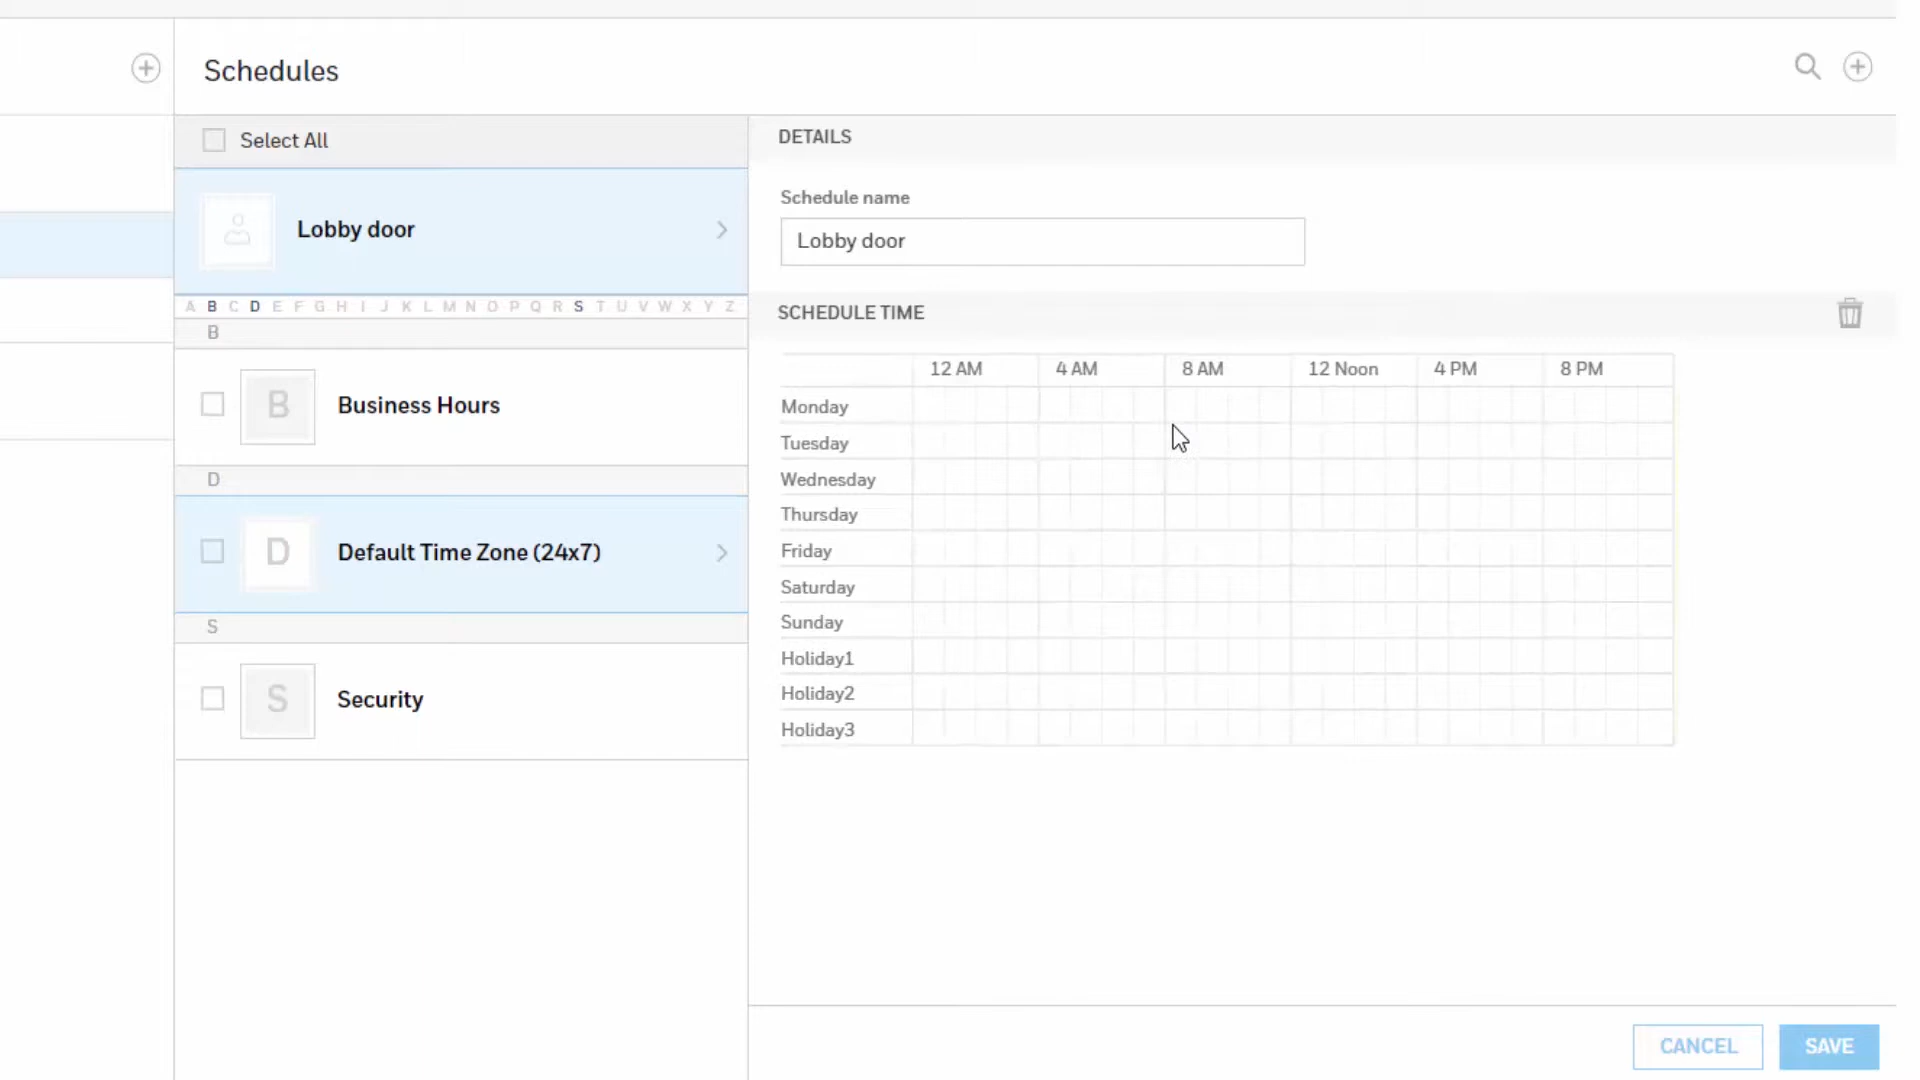 Schedules
Select All
Lobby door
A B C D E F G H I J K L M N O P Q R S T U V W X Y Z
B
B Business Hours
D
D Default Time Zone (24x7)
S
S Security
DETAILS
Schedule name
Lobby door
SCHEDULE TIME
12 AM 4 AM 8 AM 12 Noon 4 PM 8 PM
Monday
Tuesday
Wednesday
Thursday
Friday
Saturday
Sunday
Holiday1
Holiday2
Holiday3
CANCEL SAVE